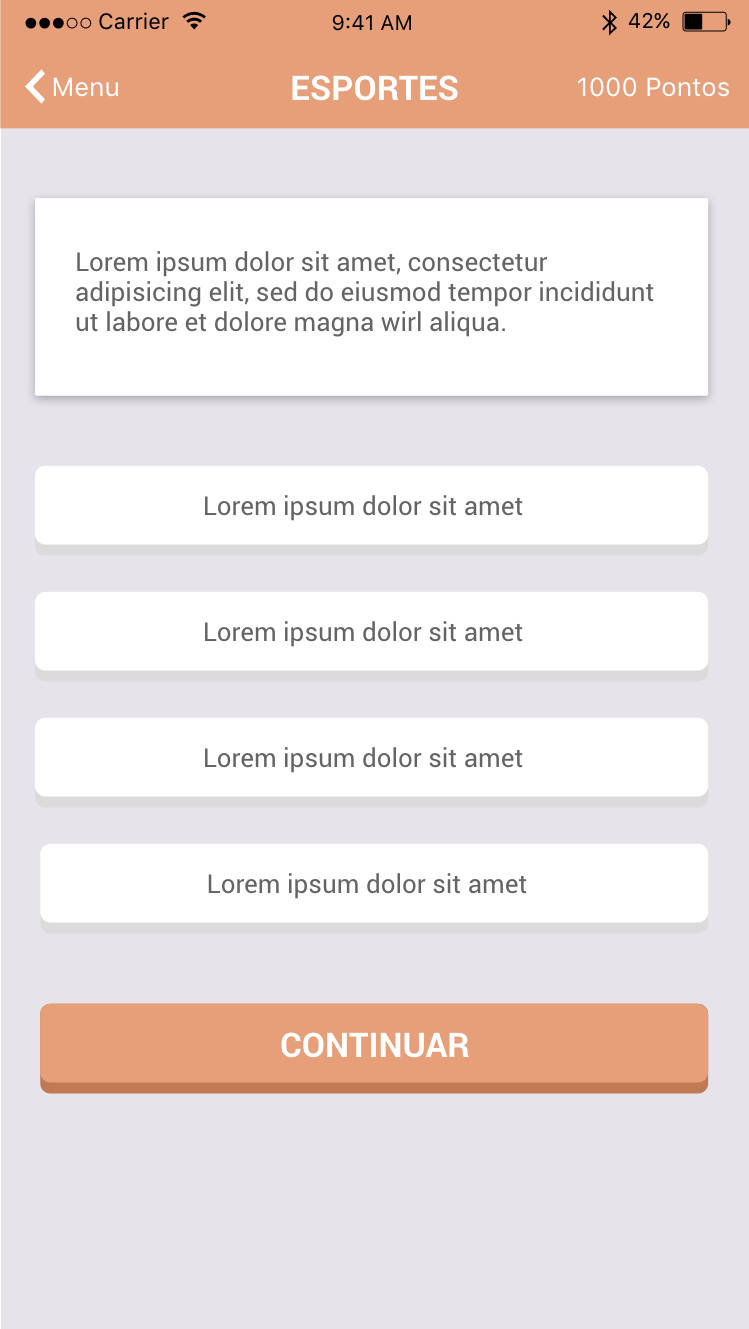 Carrier 9:41 AM 42%
Menu ESPORTES 1000 Pontos
Lorem ipsum dolor sit amet, consectetur
adipisicing elit, sed do eiusmod tempor incididunt
ut labore et dolore magna wirl aliqua.
Lorem ipsum dolor sit amet
Lorem ipsum dolor sit amet
Lorem ipsum dolor sit amet
Lorem ipsum dolor sit amet
CONTINUAR